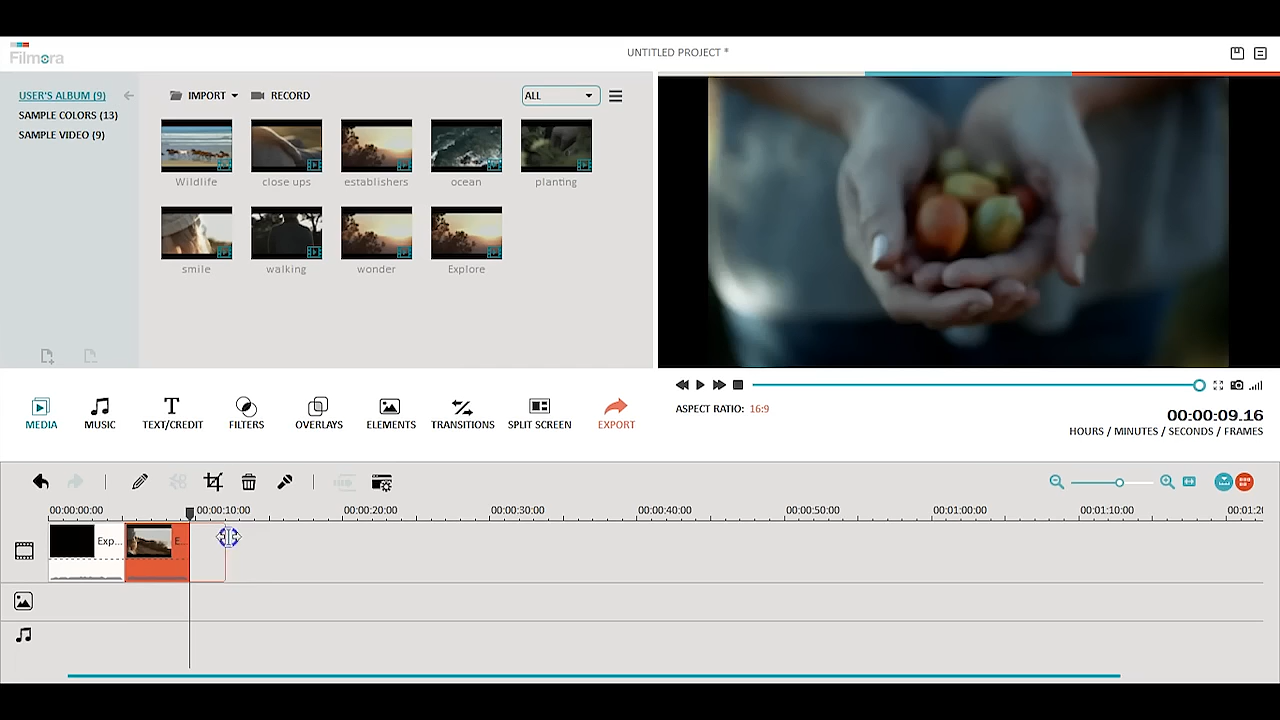 Filmora
UNTITLED PROJECT *
USER'S ALBUM (9)
SAMPLE COLORS (13)
SAMPLE VIDEO (9)
IMPORT
RECORD
ALL
Wildlife
close ups
establishers
ocean
planting
smile
walking
wonder
Explore
ASPECT RATIO: 16:9
00:00:09.16
HOURS / MINUTES / SECONDS / FRAMES
MEDIA
MUSIC
TEXT/CREDIT
FILTERS
OVERLAYS
ELEMENTS
TRANSITIONS
SPLIT SCREEN
EXPORT
00:00:00:00
00:00:10:00
00:00:20:00
00:00:30:00
00:00:40:00
00:00:50:00
00:01:00:00
00:01:10:00
00:01:2
Exp...
E...